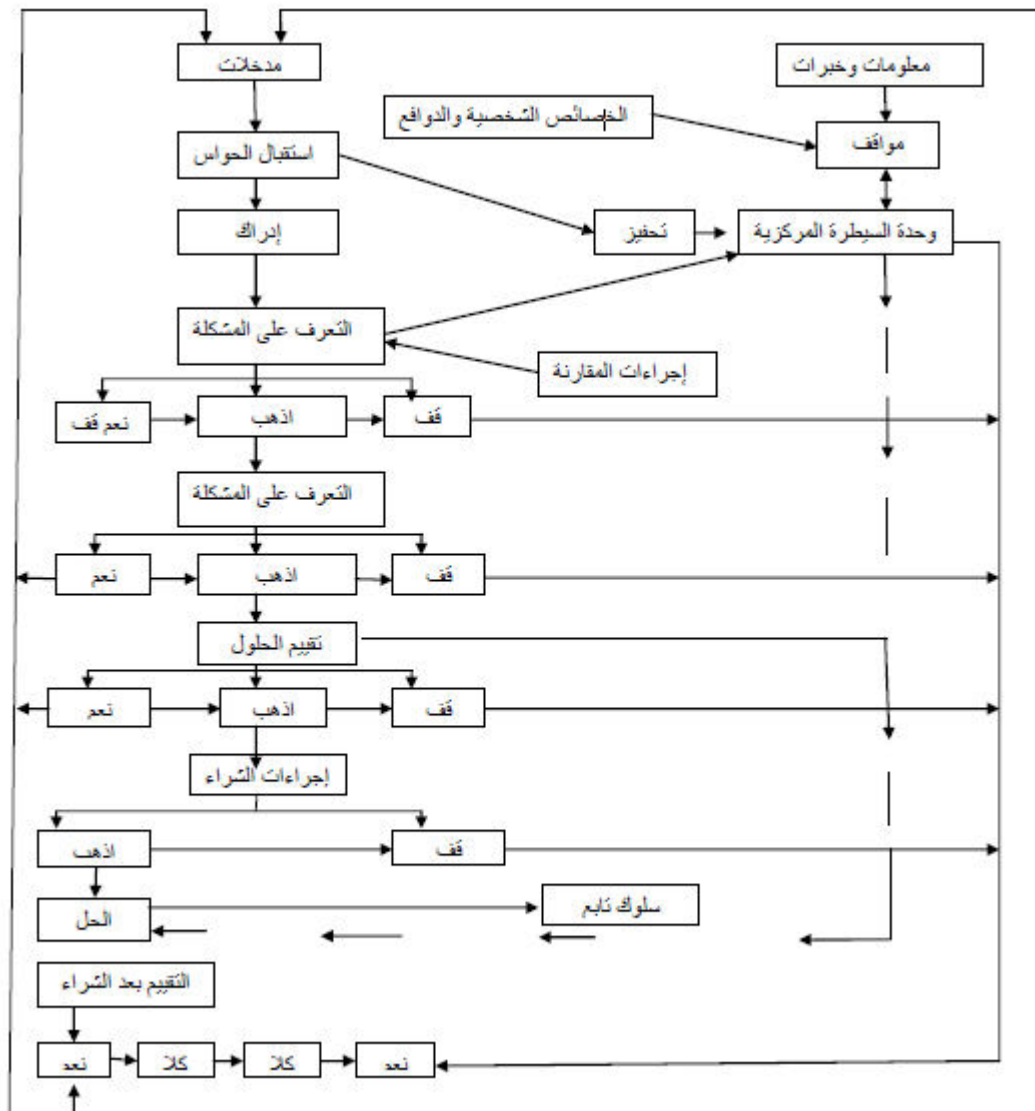 مدخلات
معلومات وخبرات
الخصائص الشخصية والدوافع
مواقف
استقبال الحواس
إدراك
تحفيز
وحدة السيطرة المركزية
التعرف على المشكلة
إجراءات المقارنة
نعم قف
اذهب
قف
التعرف على المشكلة
نعم
اذهب
قف
تقييم الحلول
نعم
اذهب
قف
إجراءات الشراء
اذهب
قف
الحل
سلوك تابع
التقييم بعد الشراء
نعد
كلا
كلا
نعد